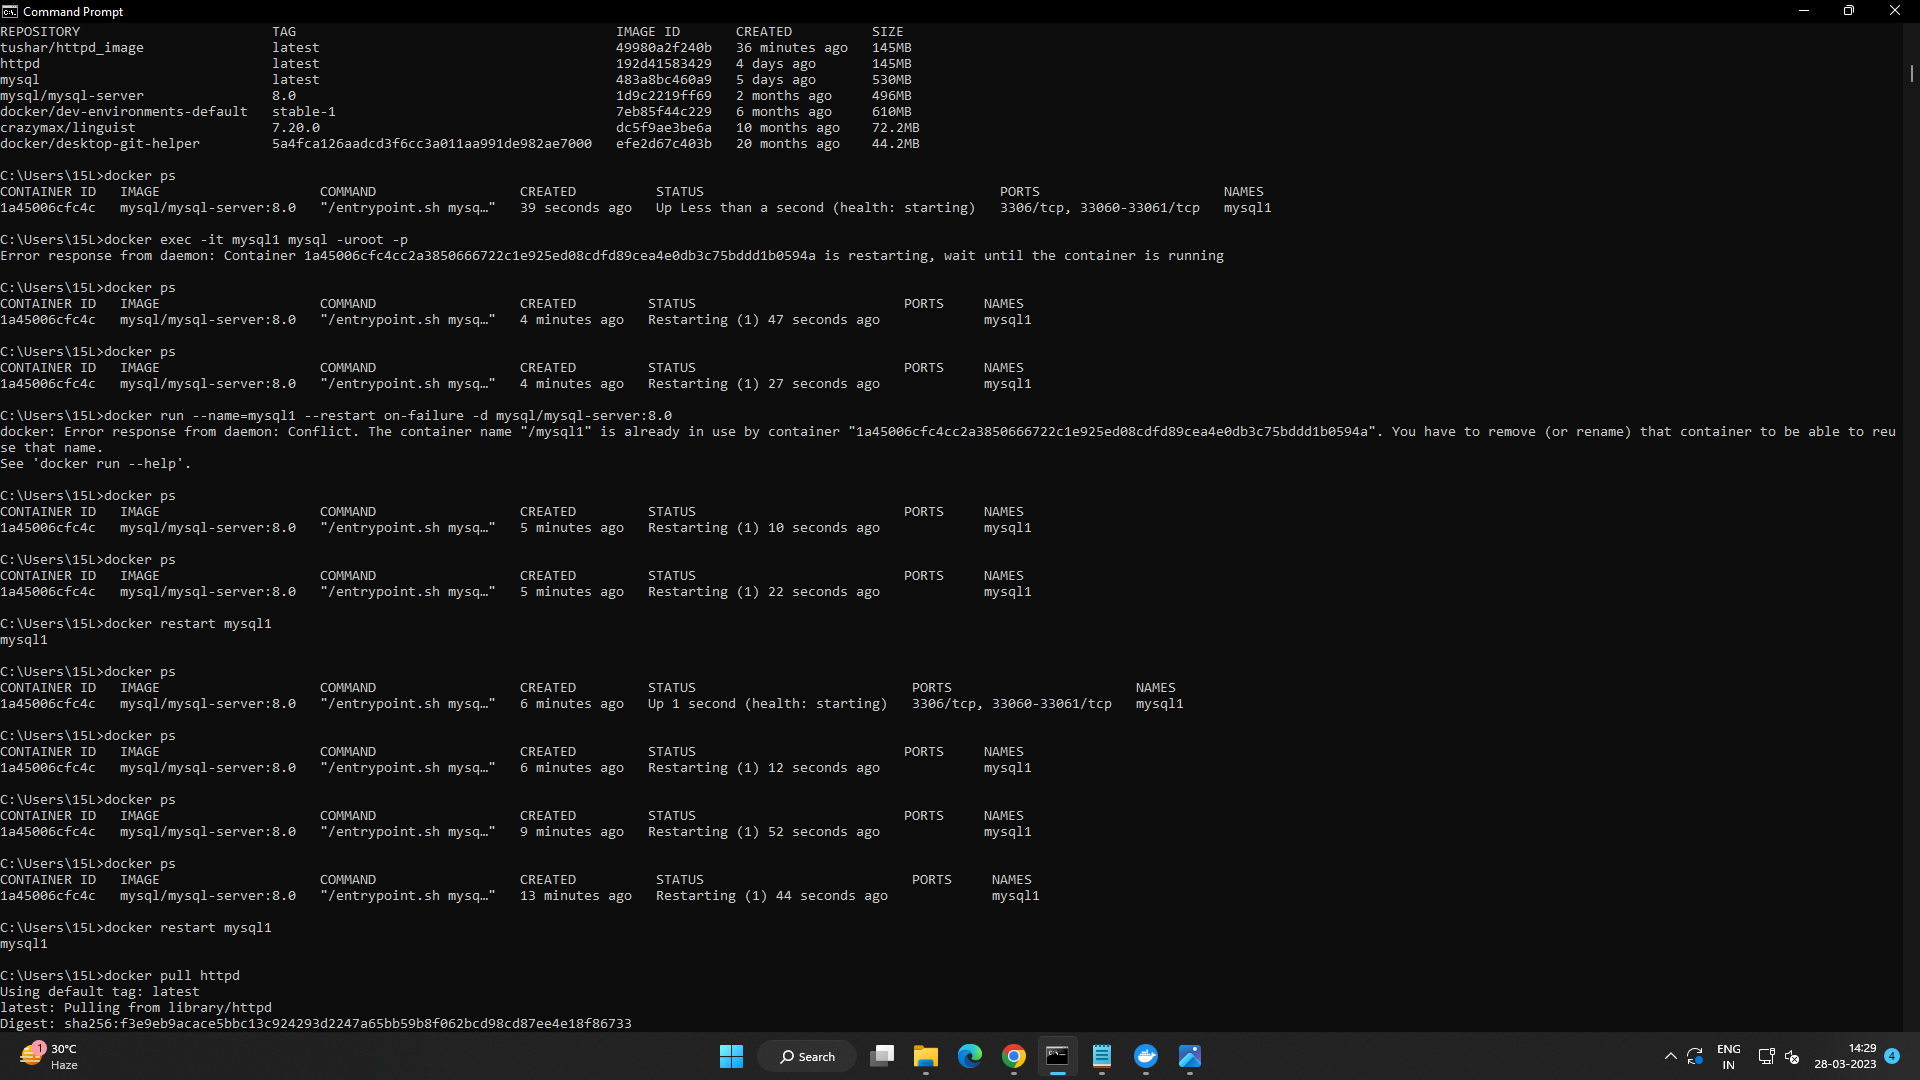 Command Prompt
REPOSITORY TAG IMAGE ID CREATED SIZE
tushar/httpd_image latest 49980a2f240b 36 minutes ago 145MB
httpd latest 192d41583429 4 days ago 145MB
mysql latest 483a8bc460a9 5 days ago 530MB
mysql/mysql-server 8.0 1d9c2219ff69 2 months ago 496MB
docker/dev-environments-default stable-1 7eb85f44c229 6 months ago 610MB
crazymax/linguist 7.20.0 dc5f9ae3be6a 10 months ago 72.2MB
docker/desktop-git-helper 5a4fca126aadcd3f6cc3a011aa991de982ae7000 efe2d67c403b 20 months ago 44.2MB
C:\Users\15L>docker ps
CONTAINER ID IMAGE COMMAND CREATED STATUS PORTS NAMES
1a45006cfc4c mysql/mysql-server:8.0 "/entrypoint.sh mysq…" 39 seconds ago Up Less than a second (health: starting) 3306/tcp, 33060-33061/tcp mysql1
C:\Users\15L>docker exec -it mysql1 mysql -uroot -p
Error response from daemon: Container 1a45006cfc4cc2a3850666722c1e925ed08cdfd89cea4e0db3c75bddd1b0594a is restarting, wait until the container is running
C:\Users\15L>docker ps
CONTAINER ID IMAGE COMMAND CREATED STATUS PORTS NAMES
1a45006cfc4c mysql/mysql-server:8.0 "/entrypoint.sh mysq…" 4 minutes ago Restarting (1) 47 seconds ago mysql1
C:\Users\15L>docker ps
CONTAINER ID IMAGE COMMAND CREATED STATUS PORTS NAMES
1a45006cfc4c mysql/mysql-server:8.0 "/entrypoint.sh mysq…" 4 minutes ago Restarting (1) 27 seconds ago mysql1
C:\Users\15L>docker run --name=mysql1 --restart on-failure -d mysql/mysql-server:8.0
docker: Error response from daemon: Conflict. The container name "/mysql1" is already in use by container "1a45006cfc4cc2a3850666722c1e925ed08cdfd89cea4e0db3c75bddd1b0594a". You have to remove (or rename) that container to be able to reu
se that name.
See 'docker run --help'.
C:\Users\15L>docker ps
CONTAINER ID IMAGE COMMAND CREATED STATUS PORTS NAMES
1a45006cfc4c mysql/mysql-server:8.0 "/entrypoint.sh mysq…" 5 minutes ago Restarting (1) 10 seconds ago mysql1
C:\Users\15L>docker ps
CONTAINER ID IMAGE COMMAND CREATED STATUS PORTS NAMES
1a45006cfc4c mysql/mysql-server:8.0 "/entrypoint.sh mysq…" 5 minutes ago Restarting (1) 22 seconds ago mysql1
C:\Users\15L>docker restart mysql1
mysql1
C:\Users\15L>docker ps
CONTAINER ID IMAGE COMMAND CREATED STATUS PORTS NAMES
1a45006cfc4c mysql/mysql-server:8.0 "/entrypoint.sh mysq…" 6 minutes ago Up 1 second (health: starting) 3306/tcp, 33060-33061/tcp mysql1
C:\Users\15L>docker ps
CONTAINER ID IMAGE COMMAND CREATED STATUS PORTS NAMES
1a45006cfc4c mysql/mysql-server:8.0 "/entrypoint.sh mysq…" 6 minutes ago Restarting (1) 12 seconds ago mysql1
C:\Users\15L>docker ps
CONTAINER ID IMAGE COMMAND CREATED STATUS PORTS NAMES
1a45006cfc4c mysql/mysql-server:8.0 "/entrypoint.sh mysq…" 9 minutes ago Restarting (1) 52 seconds ago mysql1
C:\Users\15L>docker ps
CONTAINER ID IMAGE COMMAND CREATED STATUS PORTS NAMES
1a45006cfc4c mysql/mysql-server:8.0 "/entrypoint.sh mysq…" 13 minutes ago Restarting (1) 44 seconds ago mysql1
C:\Users\15L>docker restart mysql1
mysql1
C:\Users\15L>docker pull httpd
Using default tag: latest
latest: Pulling from library/httpd
Digest: sha256:f3e9eb9acace5bbc13c924293d2247a65bb59b8f062bcd98cd87ee4e18f86733
1 30°C
Haze
Search
ENG
IN
14:29
28-03-2023
4